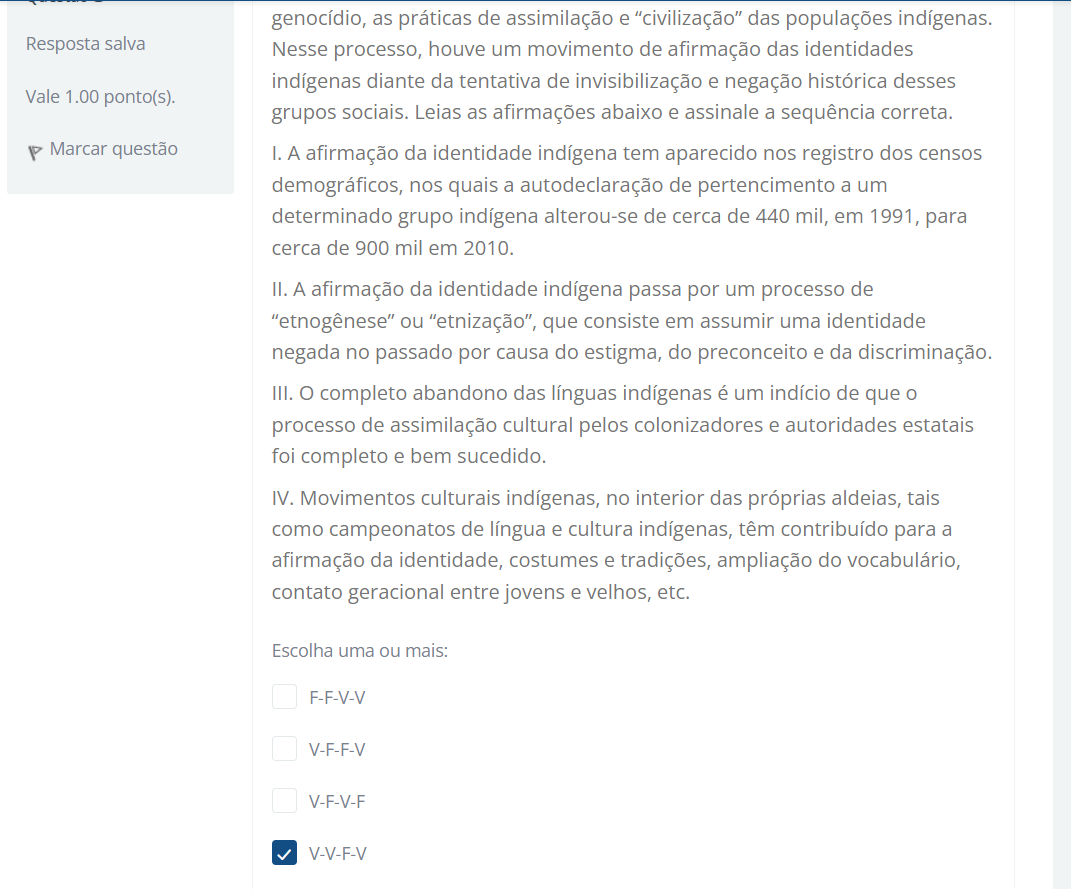 Resposta salva
Vale 1.00 ponto(s).
Marcar questão
genocídio, as práticas de assimilação e “civilização” das populações indígenas.
Nesse processo, houve um movimento de afirmação das identidades
indígenas diante da tentativa de invisibilização e negação histórica desses
grupos sociais. Leias as afirmações abaixo e assinale a sequência correta.
I. A afirmação da identidade indígena tem aparecido nos registro dos censos
demográficos, nos quais a autodeclaração de pertencimento a um
determinado grupo indígena alterou-se de cerca de 440 mil, em 1991, para
cerca de 900 mil em 2010.
II. A afirmação da identidade indígena passa por um processo de
“etnogênese” ou “etnização”, que consiste em assumir uma identidade
negada no passado por causa do estigma, do preconceito e da discriminação.
III. O completo abandono das línguas indígenas é um indício de que o
processo de assimilação cultural pelos colonizadores e autoridades estatais
foi completo e bem sucedido.
IV. Movimentos culturais indígenas, no interior das próprias aldeias, tais
como campeonatos de língua e cultura indígenas, têm contribuído para a
afirmação da identidade, costumes e tradições, ampliação do vocabulário,
contato geracional entre jovens e velhos, etc.
Escolha uma ou mais:
F-F-V-V
V-F-F-V
V-F-V-F
V-V-F-V